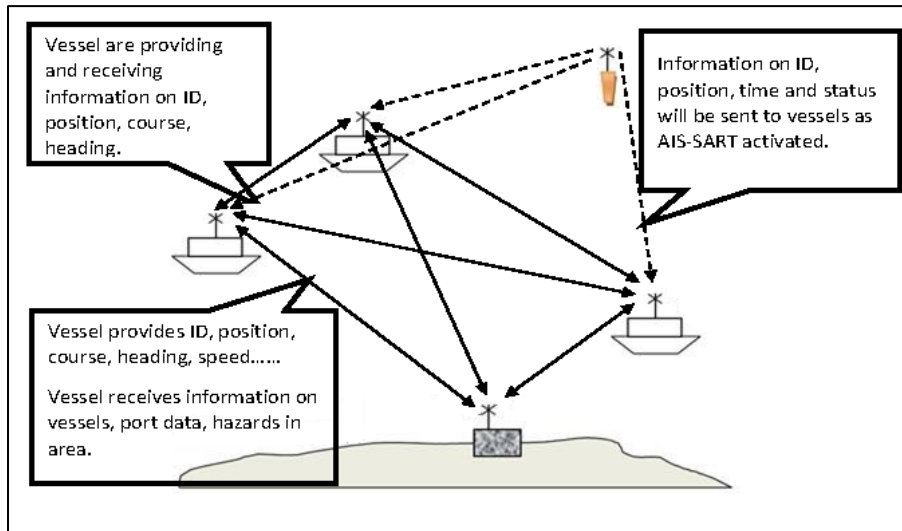 Vessel are providing
and receiving
information on ID,
position, course,
heading.
Information on ID,
position, time and status
will be sent to vessels as
AIS-SART activated.
Vessel provides ID, position,
course, heading, speed......
Vessel receives information on
vessels, port data, hazards in
area.